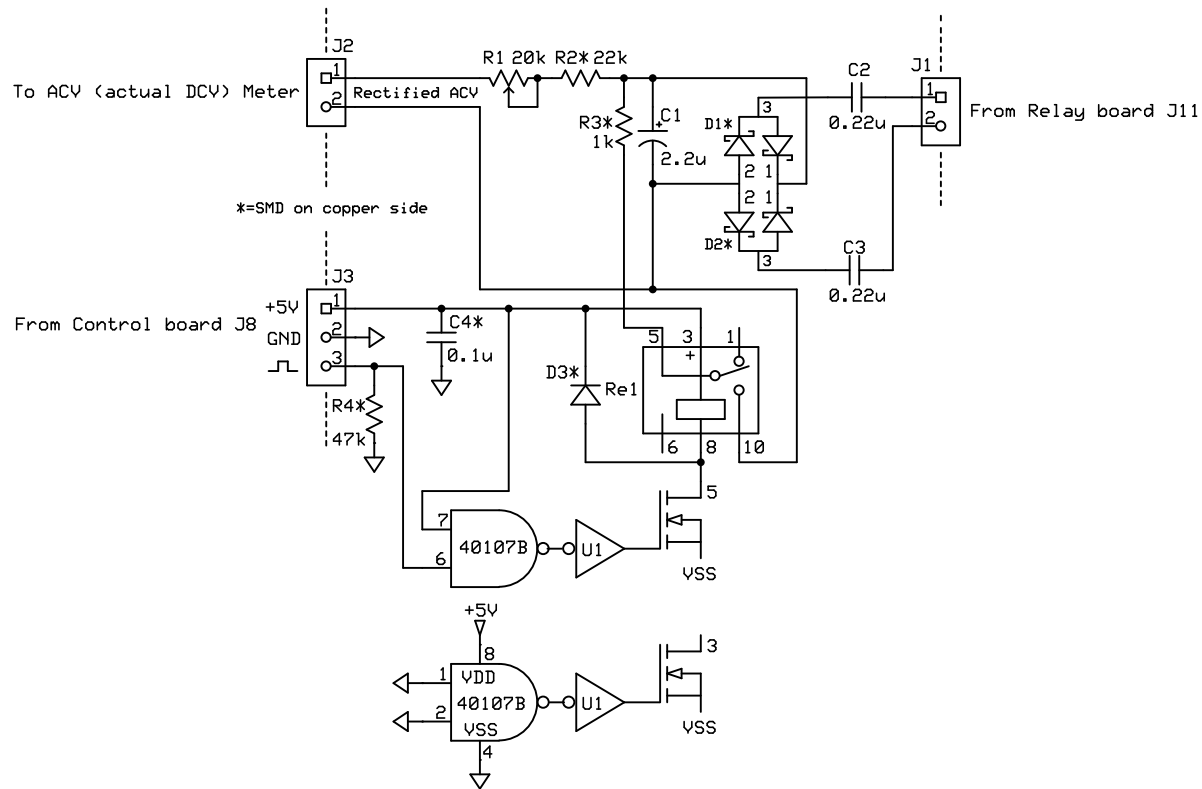 J2
1
2
To ACV (actual DCV) Meter
Rectified ACV
R1 20k
R2* 22k
R3*
1k
+
C1
2.2u
3
D1*
2 1
2 1
D2*
3
C2
0.22u
C3
0.22u
J1
1
2
From Relay board J11
*=SMD on copper side
J3
+5V
1
GND
2
3
From Control board J8
C4*
0.1u
R4*
47k
D3*
Re1
5 3 1
+
6 8 10
5
7
6
40107B
U1
VSS
+5V
8
1
VDD
2
40107B
VSS
4
U1
3
VSS